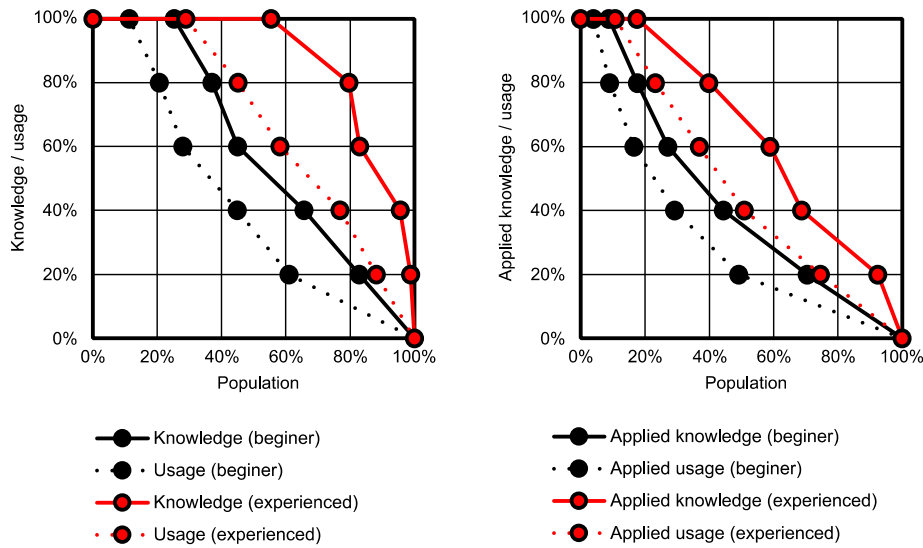 100%
80%
60%
40%
20%
0%
Knowledge / usage
0%
20%
40%
60%
80%
100%
Population
Knowledge (beginer)
Usage (beginer)
Knowledge (experienced)
Usage (experienced)
100%
80%
60%
40%
20%
0%
Applied knowledge / usage
0%
20%
40%
60%
80%
100%
Population
Applied knowledge (beginer)
Applied usage (beginer)
Applied knowledge (experienced)
Applied usage (experienced)